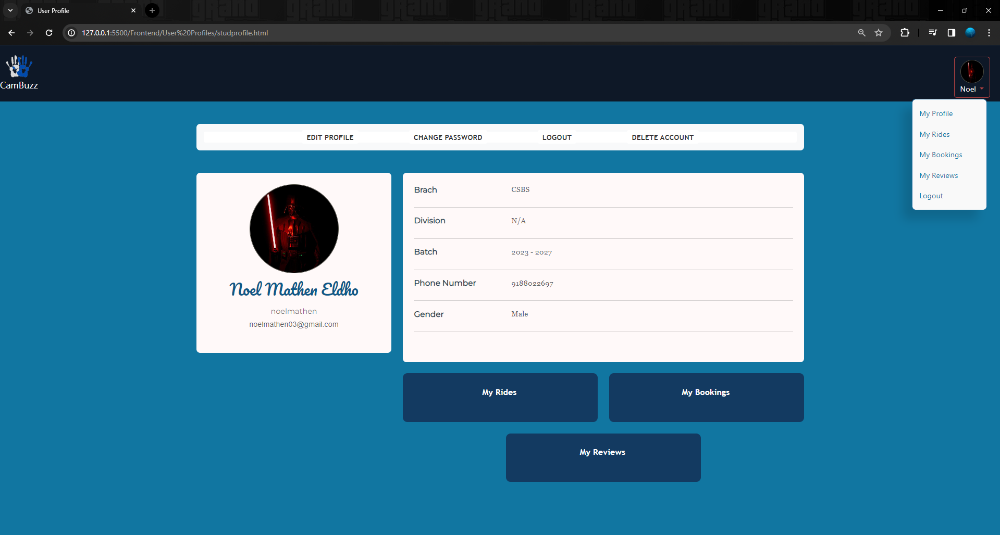 User Profile
127.0.0.1:5500/Frontend/User%20Profiles/studprofile.html
CamBuzz
Noel
My Profile
My Rides
My Bookings
My Reviews
Logout
EDIT PROFILE CHANGE PASSWORD LOGOUT DELETE ACCOUNT
Noel Mathen Eldho
noelmathen
noelmathen03@gmail.com
Brach CSBS
Division N/A
Batch 2023 - 2027
Phone Number 9188022697
Gender Male
My Rides My Bookings
My Reviews